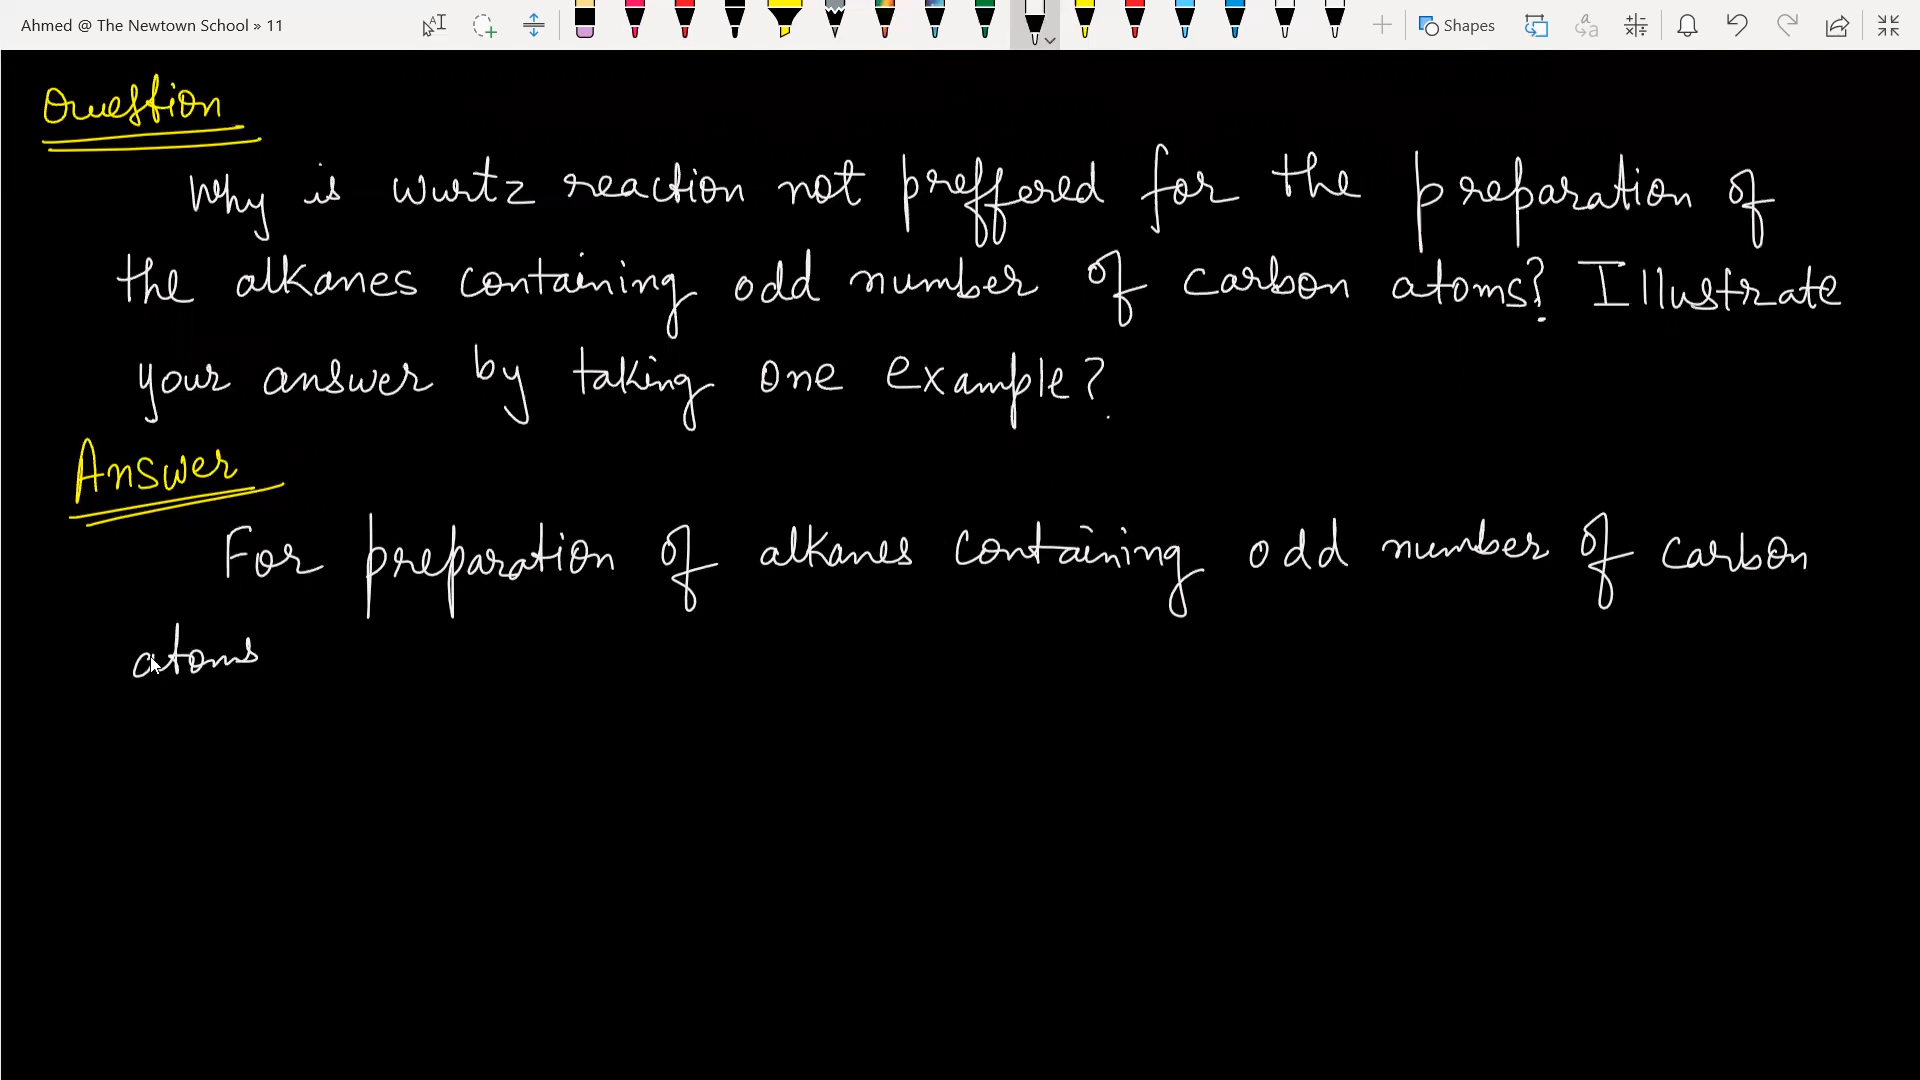 Ahmed @ The Newtown School » 11
Shapes
Question
Why is wurtz reaction not preffered for the preparation of
the alkanes containing odd number of carbon atoms? Illustrate
your answer by taking one example?
Answer
For preparation of alkanes containing odd number of carbon
atoms